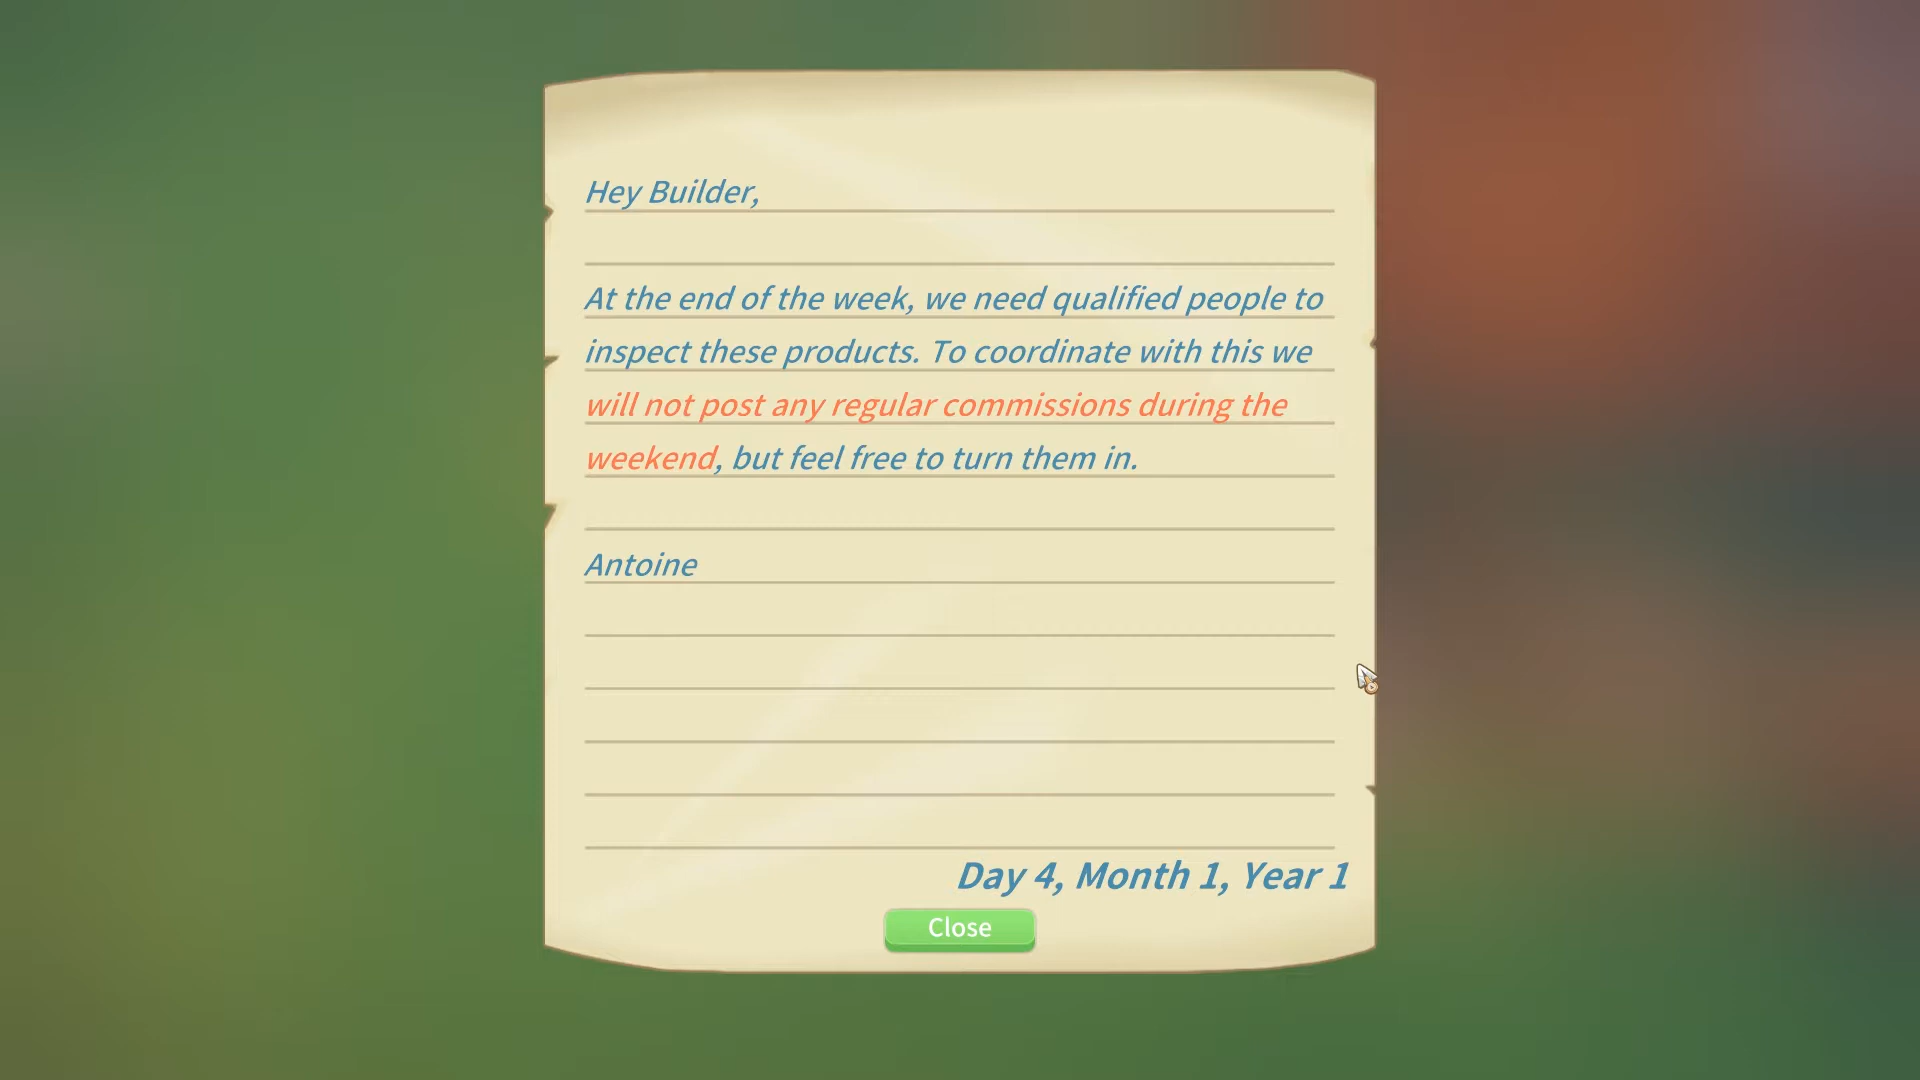 Hey Builder,
At the end of the week, we need qualified people to
inspect these products. To coordinate with this we
will not post any regular commissions during the
weekend, but feel free to turn them in.
Antoine
Day 4, Month 1, Year 1
Close